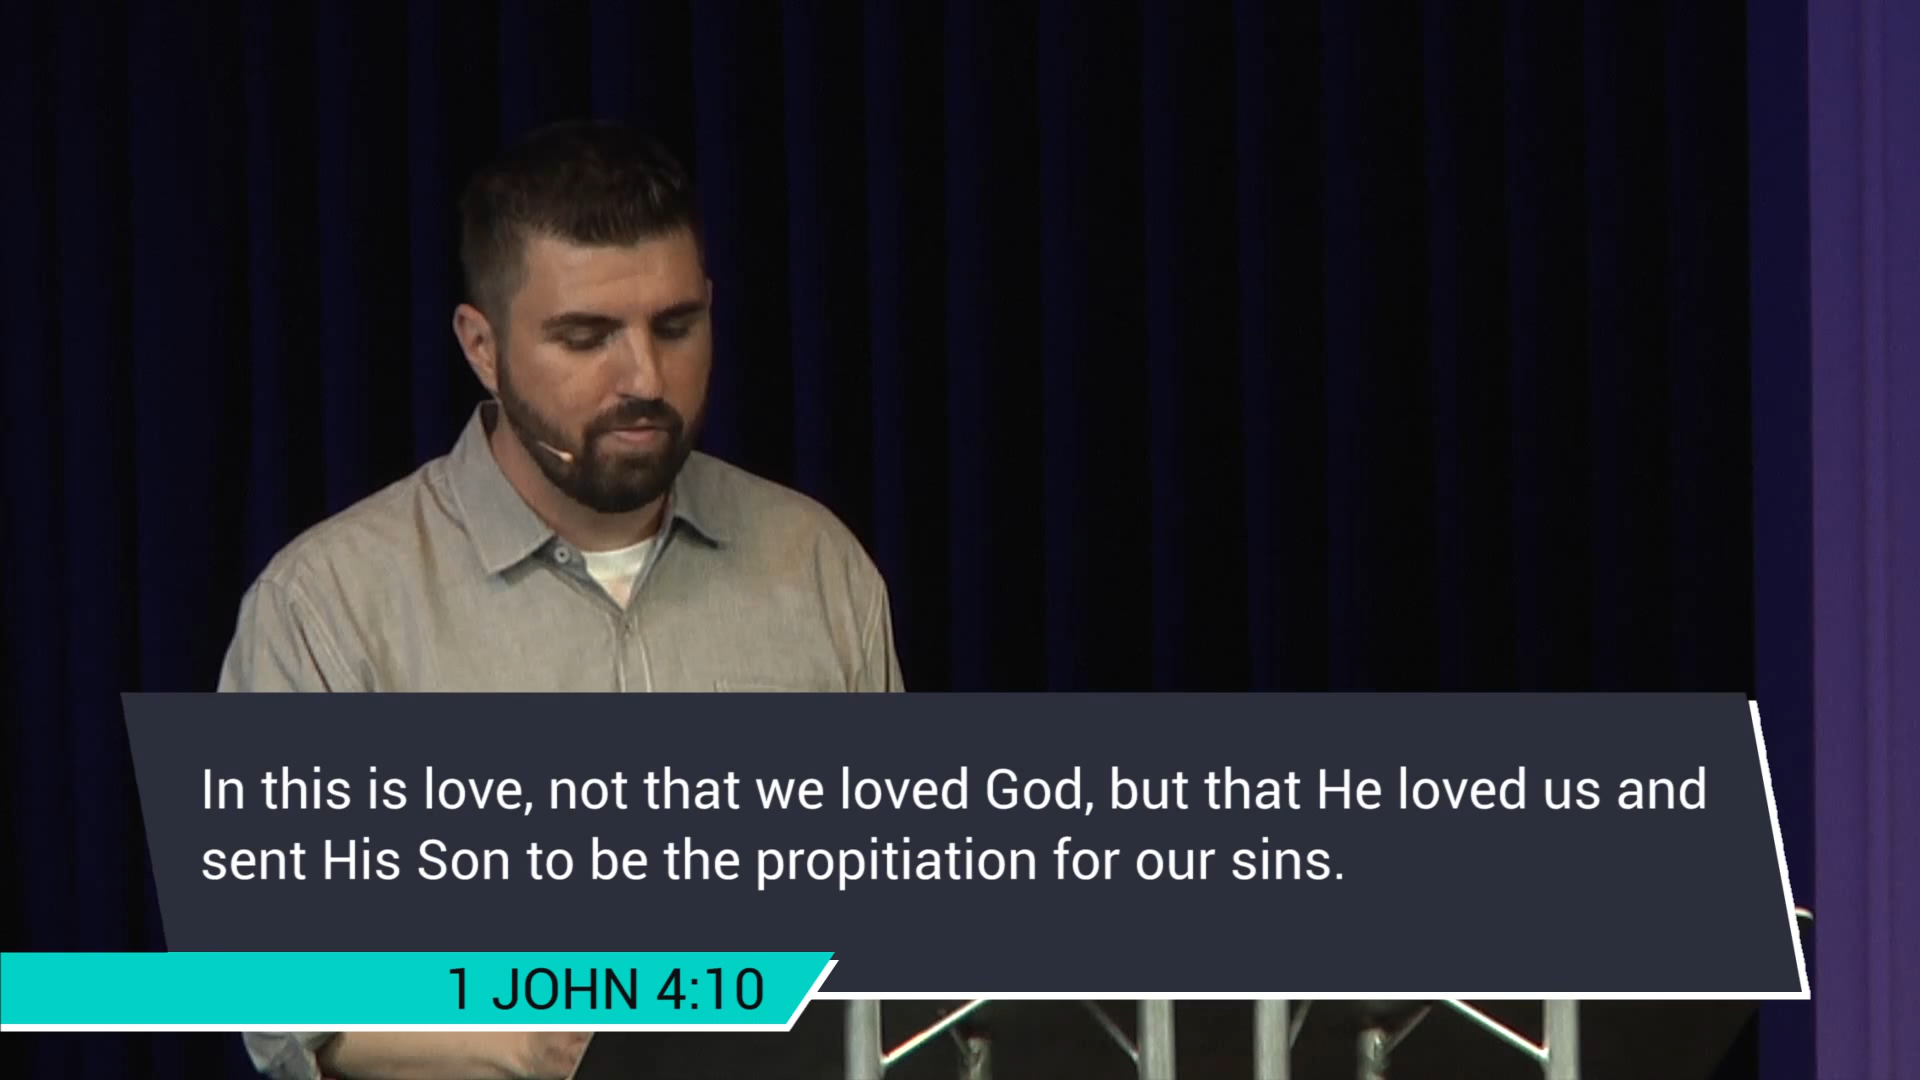 In this is love, not that we loved God, but that He loved us and
sent His Son to be the propitiation for our sins.
1 JOHN 4:10